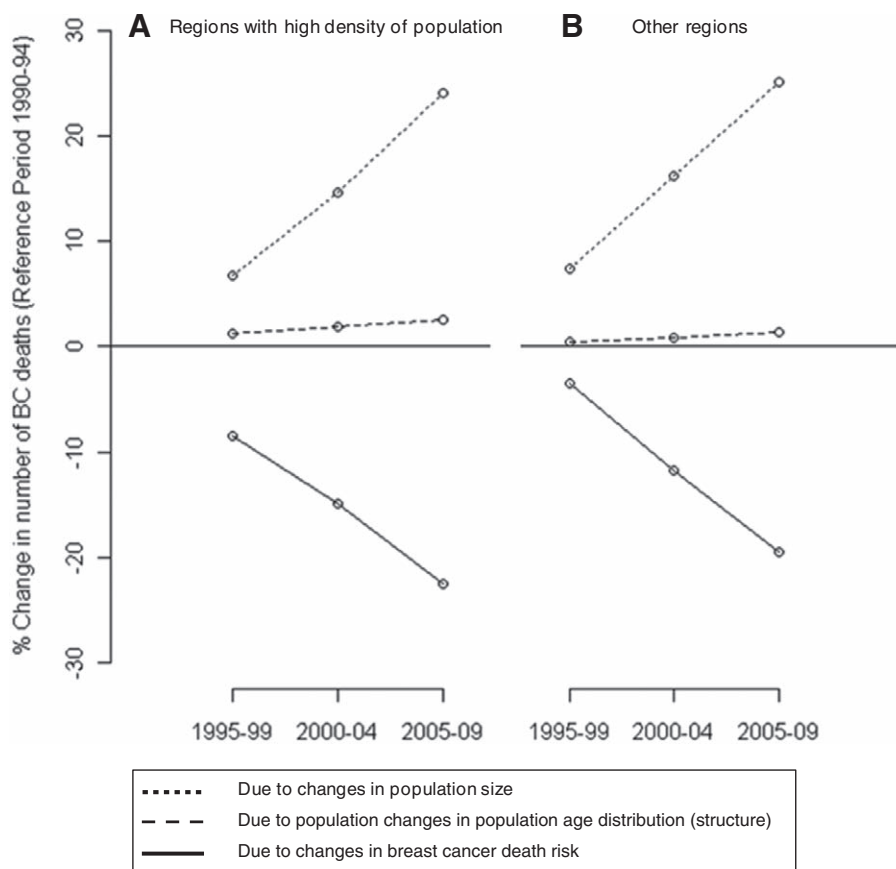 A Regions with high density of population
B Other regions
% Change in number of BC deaths (Reference Period 1990-94)
30
20
10
0
-10
-20
-30
1995-99 2000-04 2005-09
1995-99 2000-04 2005-09
Due to changes in population size
Due to population changes in population age distribution (structure)
Due to changes in breast cancer death risk